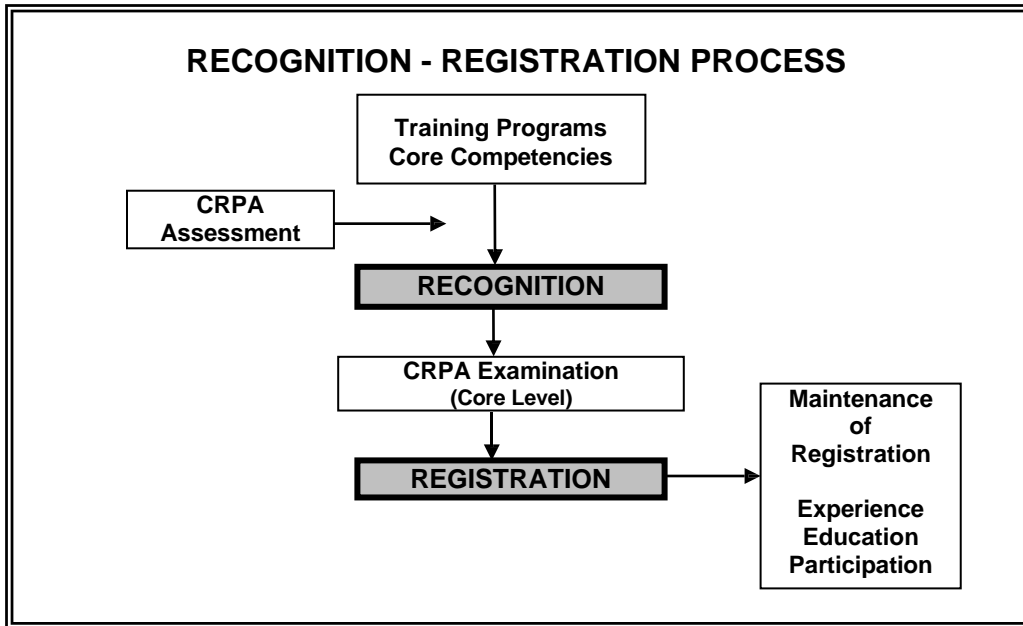 RECOGNITION - REGISTRATION PROCESS
Training Programs
Core Competencies
CRPA
Assessment
RECOGNITION
CRPA Examination
(Core Level)
REGISTRATION
Maintenance
of
Registration
Experience
Education
Participation